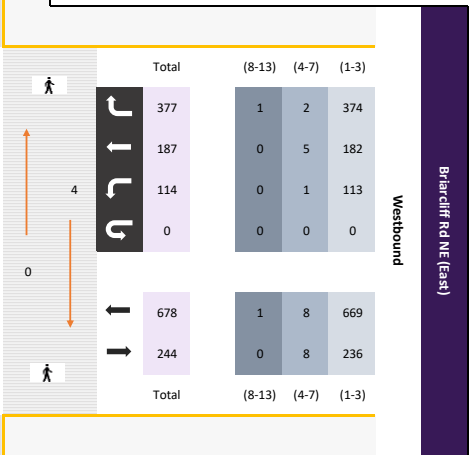 Total (8-13) (4-7) (1-3)
377 1 2 374
187 0 5 182
4 114 0 1 113
0 0 0 0
0
678 1 8 669
244 0 8 236
Total (8-13) (4-7) (1-3)
Westbound
Briarcliff Rd NE (East)